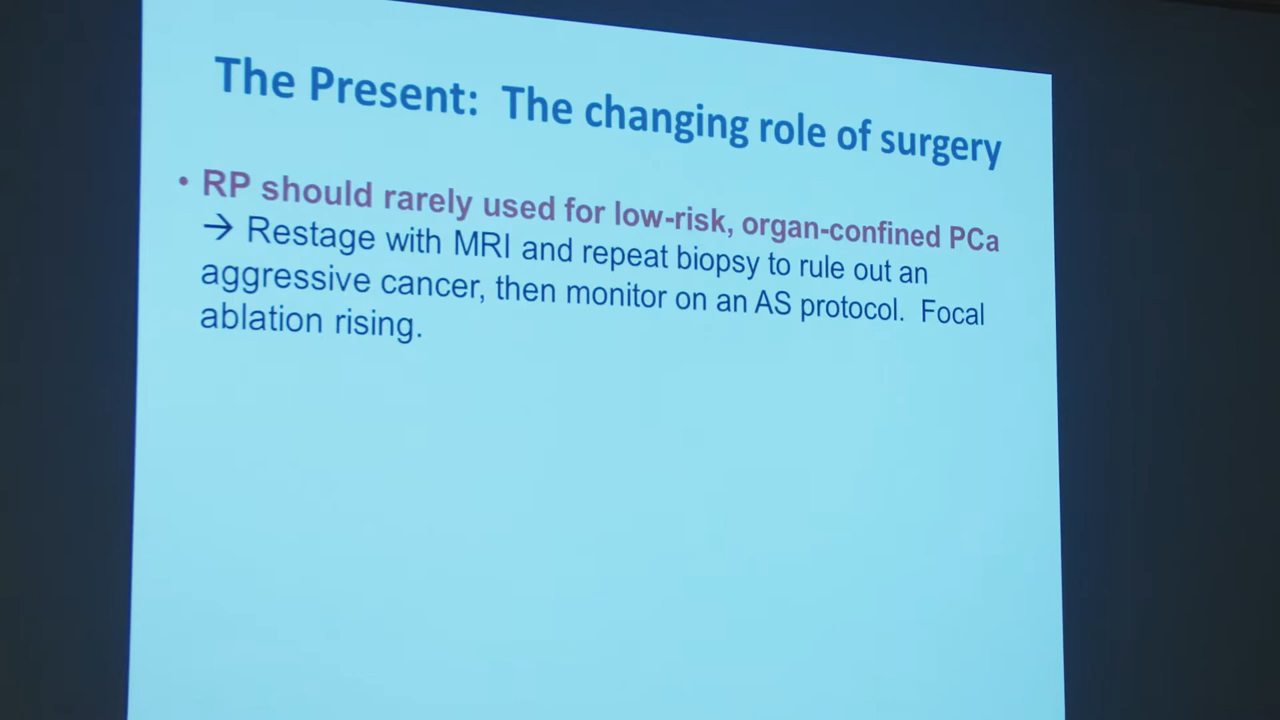 The Present:  The changing role of surgery
• RP should rarely used for low-risk, organ-confined PCa
→ Restage with MRI and repeat biopsy to rule out an
aggressive cancer, then monitor on an AS protocol.  Focal
ablation rising.